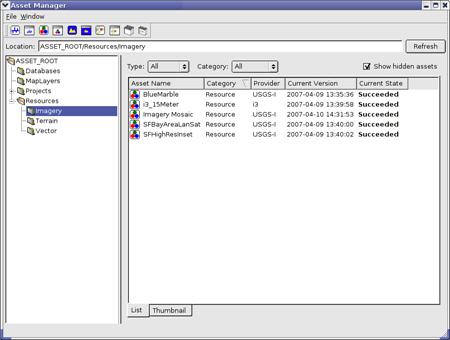 Asset Manager
File Window
Location: ASSET_ROOT/Resources/Imagery Refresh
ASSET_ROOT
Databases
MapLayers
Projects
Resources
Imagery
Terrain
Vector
Type: All Category: All Show hidden assets
Asset Name Category Provider Current Version Current State
BlueMarble Resource USGS-I 2007-04-09 13:35:36 Succeeded
i3_15Meter Resource i3 2007-04-09 13:39:58 Succeeded
Imagery Mosaic Resource USGS-I 2007-04-10 14:31:53 Succeeded
SFBayAreaLanSat Resource USGS-I 2007-04-09 13:40:00 Succeeded
SFHighResInset Resource USGS-I 2007-04-09 13:40:02 Succeeded
List Thumbnail